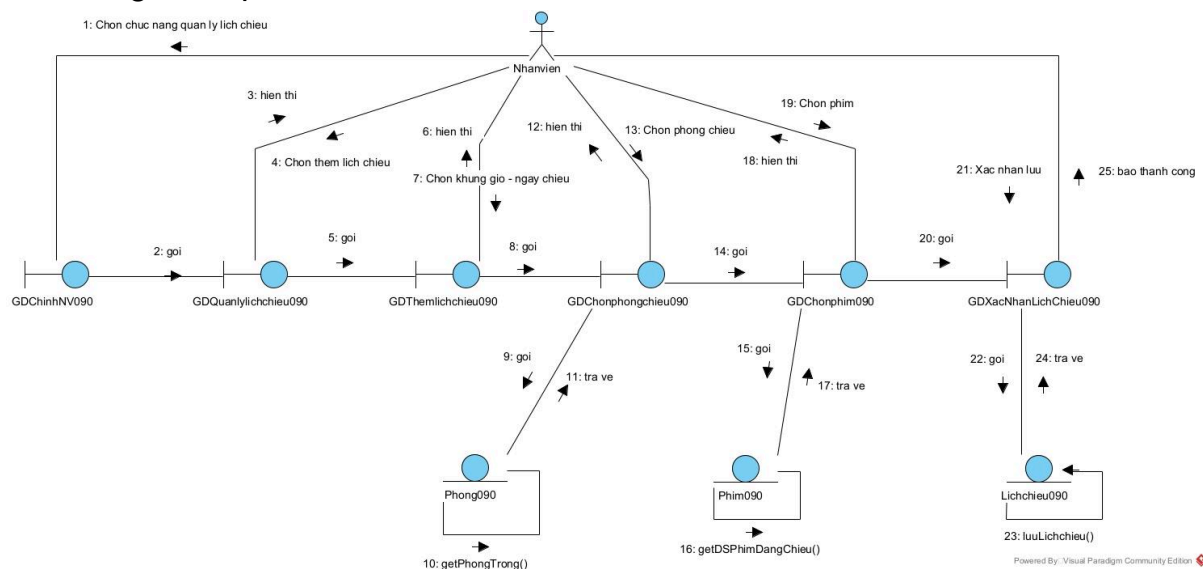 1: Chon chuc nang quan ly lich chieu
Nhanvien
3: hien thi
4: Chon them lich chieu
6: hien thi
7: Chon khung gio - ngay chieu
12: hien thi
13: Chon phong chieu
19: Chon phim
18: hien thi
21: Xac nhan luu
25: bao thanh cong
2: goi
5: goi
8: goi
14: goi
20: goi
GDChinhNV090
GDQuanlylichchieu090
GDThemlichchieu090
GDChonphongchieu090
GDChonphim090
GDXacNhanLichChieu090
9: goi
11: tra ve
15: goi
17: tra ve
22: goi
24: tra ve
Phong090
Phim090
Lichchieu090
10: getPhongTrong()
16: getDSPhimDangChieu()
23: luuLichchieu()
Powered By Visual Paradigm Community Edition